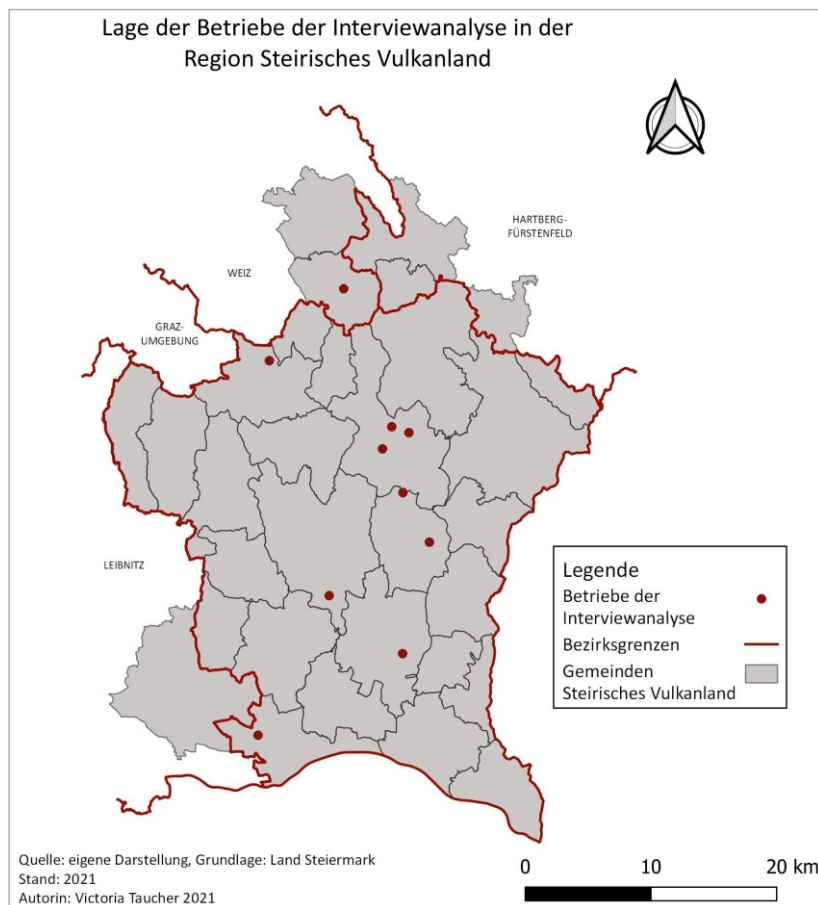 Lage der Betriebe der Interviewanalyse in der
Region Steirisches Vulkanland
HARTBERG-
FÜRSTENFELD
WEIZ
GRAZ-
UMGEBUNG
LEIBNITZ
Legende
Betriebe der
Interviewanalyse
Bezirksgrenzen
Gemeinden
Steirisches Vulkanland
Quelle: eigene Darstellung, Grundlage: Land Steiermark
Stand: 2021
Autorin: Victoria Taucher 2021
0 10 20 km